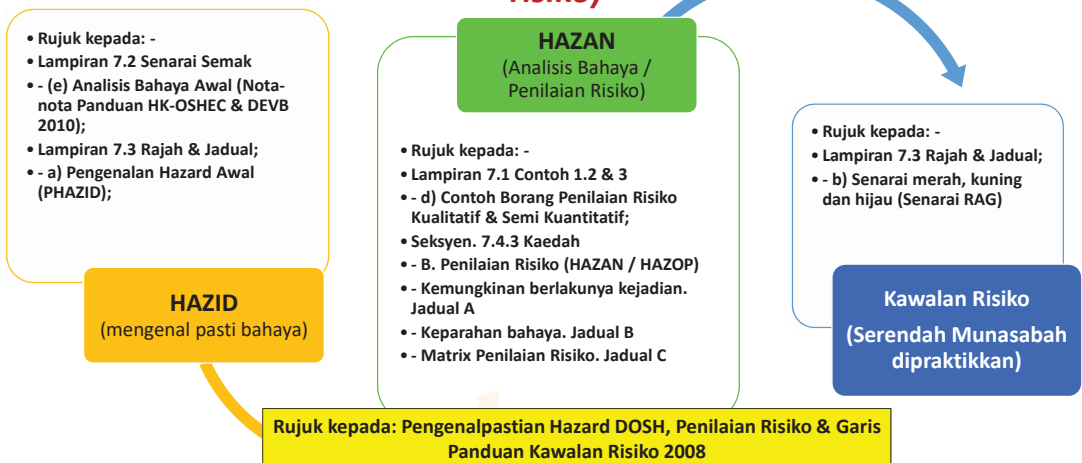 risiko)
• Rujuk kepada: -
• Lampiran 7.2 Senarai Semak
• - (e) Analisis Bahaya Awal (Nota-
nota Panduan HK-OSHEC & DEVB
2010);
• Lampiran 7.3 Rajah & Jadual;
• - a) Pengenalan Hazard Awal
(PHAZID);
HAZID
(mengenal pasti bahaya)
HAZAN
(Analisis Bahaya /
Penilaian Risiko)
• Rujuk kepada: -
• Lampiran 7.1 Contoh 1.2 & 3
• - d) Contoh Borang Penilaian Risiko
Kualitatif & Semi Kuantitatif;
• Seksyen. 7.4.3 Kaedah
• - B. Penilaian Risiko (HAZAN / HAZOP)
• - Kemungkinan berlakunya kejadian.
Jadual A
• - Keparahan bahaya. Jadual B
• - Matrix Penilaian Risiko. Jadual C
• Rujuk kepada: -
• Lampiran 7.3 Rajah & Jadual;
• - b) Senarai merah, kuning
dan hijau (Senarai RAG)
Kawalan Risiko
(Serendah Munasabah
dipraktikkan)
Rujuk kepada: Pengenalpastian Hazard DOSH, Penilaian Risiko & Garis
Panduan Kawalan Risiko 2008